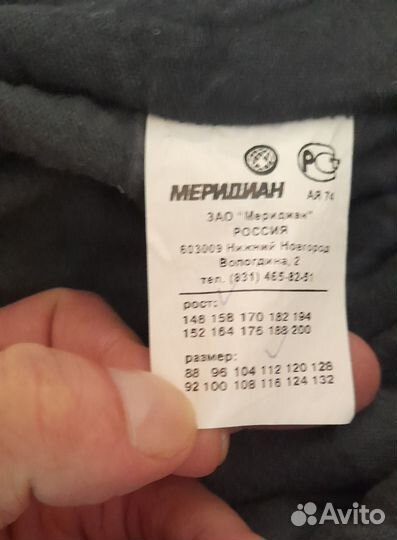 МЕРИДИАН
РС
АЯ 74
ЗАО "Меридиан"
РОССИЯ
603009 Нижний Новгород
Вологдина, 2
тел. (831) 465-82-51
рост:
148 158 170 182 194
152 164 176 188 200
размер:
88 96 104 112 120 128
92 100 108 116 124 132
Avito